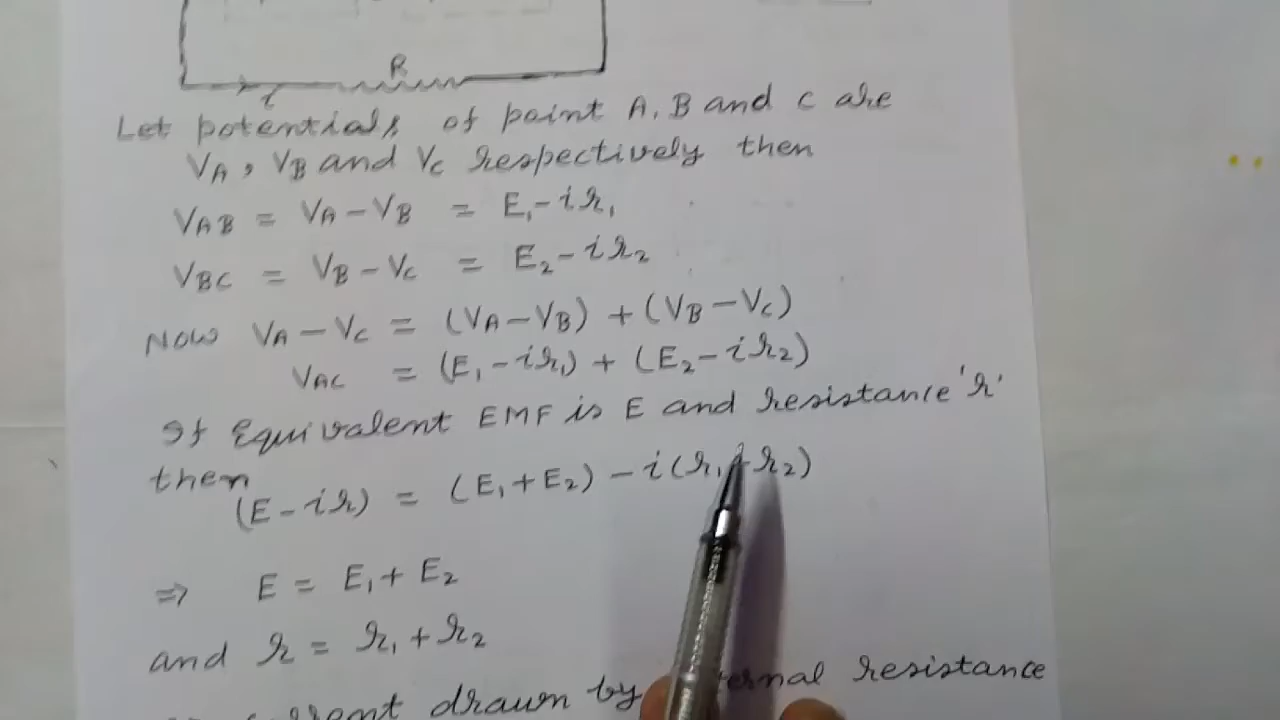 R
i
Let potentials of point A, B and C are
VA, VB and VC respectively then
VAB = VA - VB = E1 - ir1
VBC = VB - VC = E2 - ir2
Now VA - VC = (VA - VB) + (VB - VC)
VAC = (E1 - ir1) + (E2 - ir2)
If Equivalent EMF is E and resistance 'r'
then
(E - ir) = (E1 + E2) - i(r1 + r2)
⇒ E = E1 + E2
and r = r1 + r2
drawn by resistance